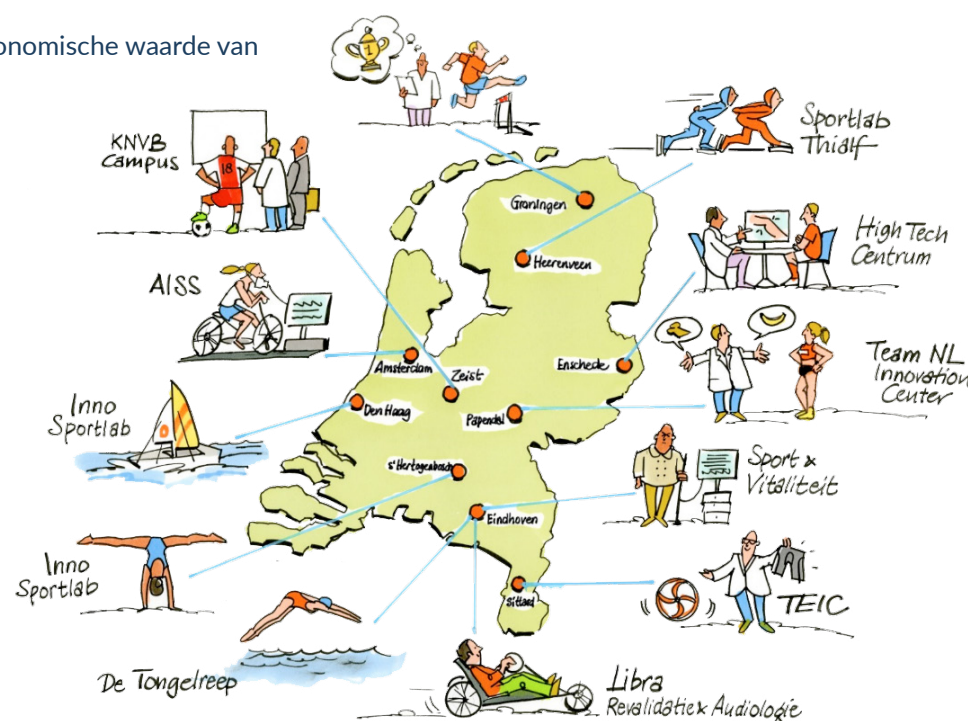 onomische waarde van
1
KNVB
Campus
18
Sportlab
Thialf
Groningen
Heerenveen
High Tech
Centrum
AISS
Amsterdam
Zeist
Enschede
Team NL
Innovation
Center
Den Haag
Papendal
Inno
Sportlab
s'Hertogenbosch
Sport &
Vitaliteit
Eindhoven
Inno
Sportlab
Sittard
TEIC
De Tongelreep
Libra
Revalidatie & Audiologie